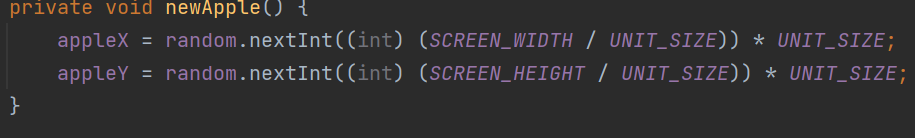 private void newApple() {
appleX = random.nextInt((int) (SCREEN_WIDTH / UNIT_SIZE)) * UNIT_SIZE;
appleY = random.nextInt((int) (SCREEN_HEIGHT / UNIT_SIZE)) * UNIT_SIZE;
}